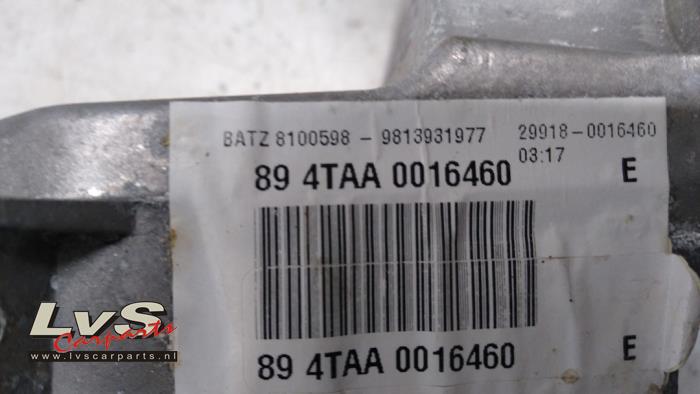 BATZ 8100598 - 9813931977 29918-0016460
03:17
89 4TAA 0016460 E
89 4TAA 0016460 E
LvS
Carparts
www.lvscarparts.nl